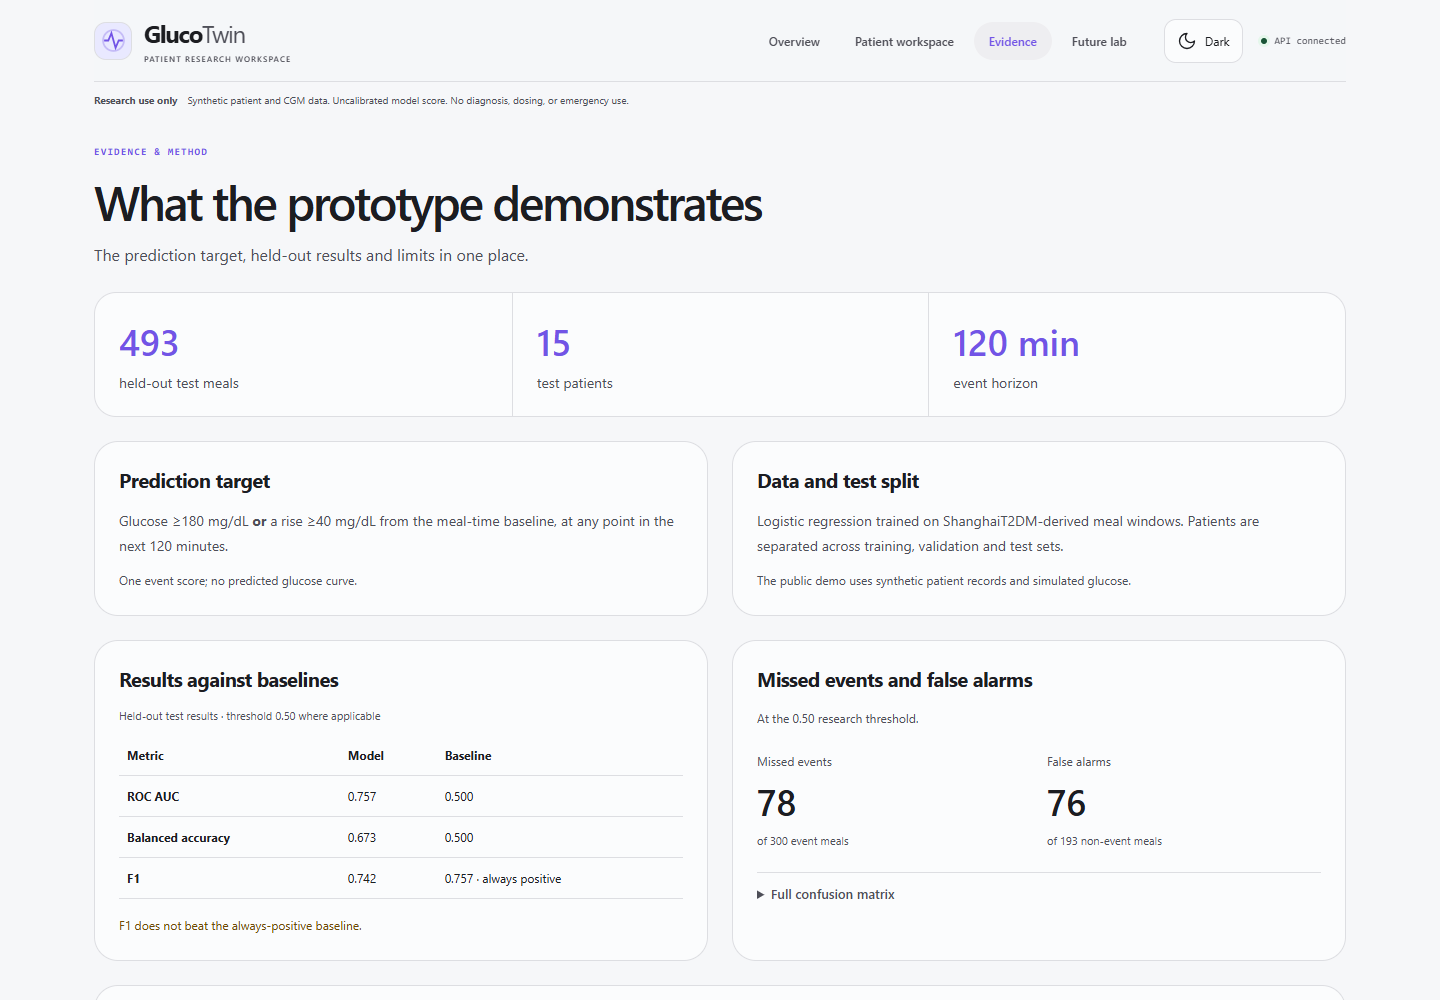 GlucoTwin
PATIENT RESEARCH WORKSPACE
Overview
Patient workspace
Evidence
Future lab
Dark
API connected
Research use only Synthetic patient and CGM data. Uncalibrated model score. No diagnosis, dosing, or emergency use.
EVIDENCE & METHOD
What the prototype demonstrates
The prediction target, held-out results and limits in one place.
493
held-out test meals
15
test patients
120 min
event horizon
Prediction target
Glucose ≥180 mg/dL or a rise ≥40 mg/dL from the meal-time baseline, at any point in the
next 120 minutes.
One event score; no predicted glucose curve.
Data and test split
Logistic regression trained on ShanghaiT2DM-derived meal windows. Patients are
separated across training, validation and test sets.
The public demo uses synthetic patient records and simulated glucose.
Results against baselines
Held-out test results · threshold 0.50 where applicable
Metric Model Baseline
ROC AUC 0.757 0.500
Balanced accuracy 0.673 0.500
F1 0.742 0.757 · always positive
F1 does not beat the always-positive baseline.
Missed events and false alarms
At the 0.50 research threshold.
Missed events
78
of 300 event meals
False alarms
76
of 193 non-event meals
Full confusion matrix